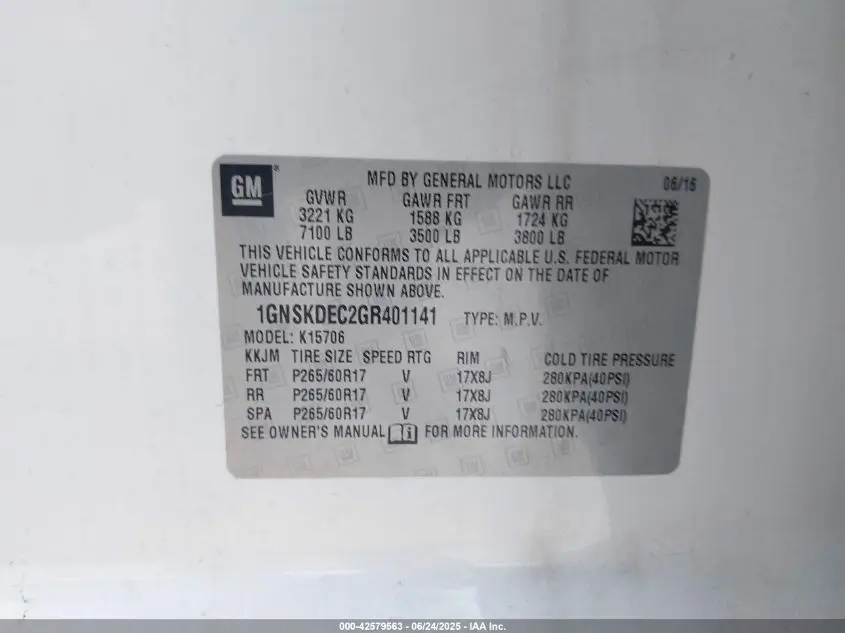 GM
MFD BY GENERAL MOTORS LLC 06/16
GVWR GAWR FRT GAWR RR
3221 KG 1588 KG 1724 KG
7100 LB 3500 LB 3800 LB
THIS VEHICLE CONFORMS TO ALL APPLICABLE U.S. FEDERAL MOTOR
VEHICLE SAFETY STANDARDS IN EFFECT ON THE DATE OF
MANUFACTURE SHOWN ABOVE.
1GNSKDEC2GR401141 TYPE: M.P.V.
MODEL: K15706
KKJM TIRE SIZE SPEED RTG RIM COLD TIRE PRESSURE
FRT P265/60R17 V 17X8J 280KPA(40PSI)
RR P265/60R17 V 17X8J 280KPA(40PSI)
SPA P265/60R17 V 17X8J 280KPA(40PSI)
SEE OWNER'S MANUAL FOR MORE INFORMATION.
000-42579563 - 06/24/2025 - IAA Inc.